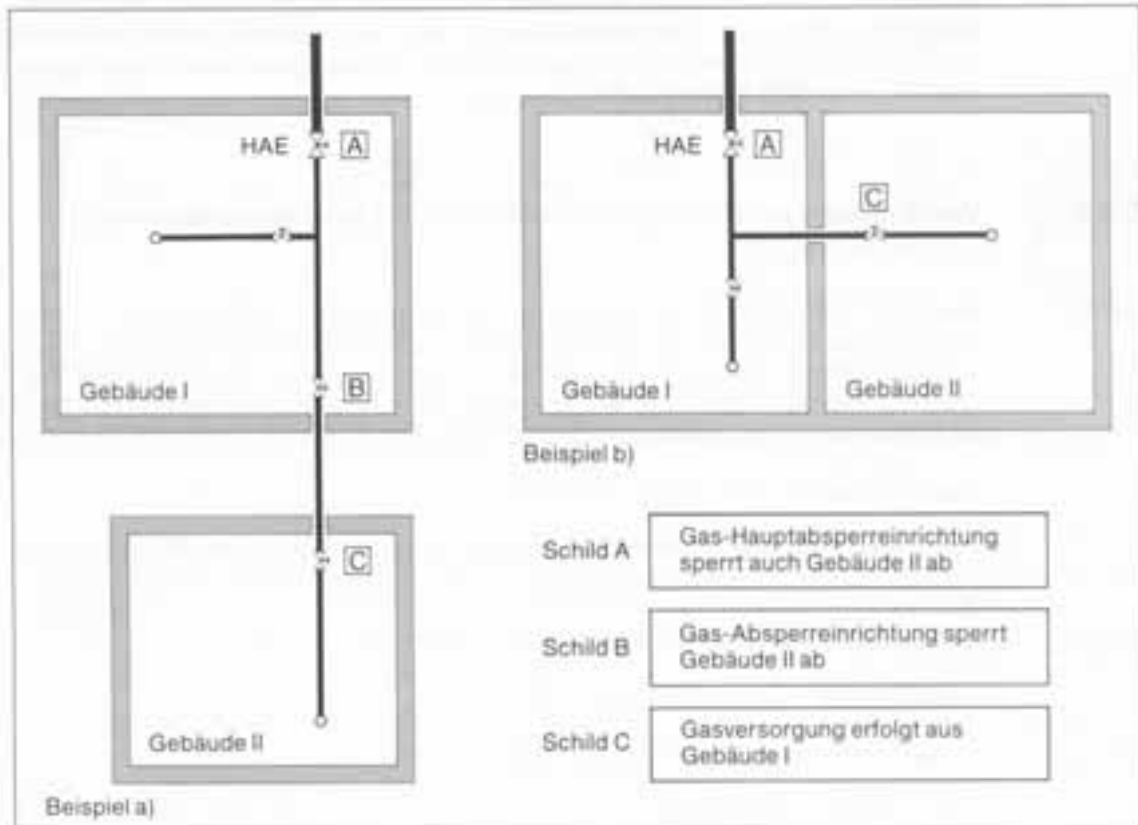 HAE
A
Gebäude I
B
C
Gebäude II
Beispiel a)
HAE
A
C
Gebäude I
Gebäude II
Beispiel b)
Schild A
Gas-Hauptabsperreinrichtung
sperrt auch Gebäude II ab
Schild B
Gas-Absperreinrichtung sperrt
Gebäude II ab
Schild C
Gasversorgung erfolgt aus
Gebäude I